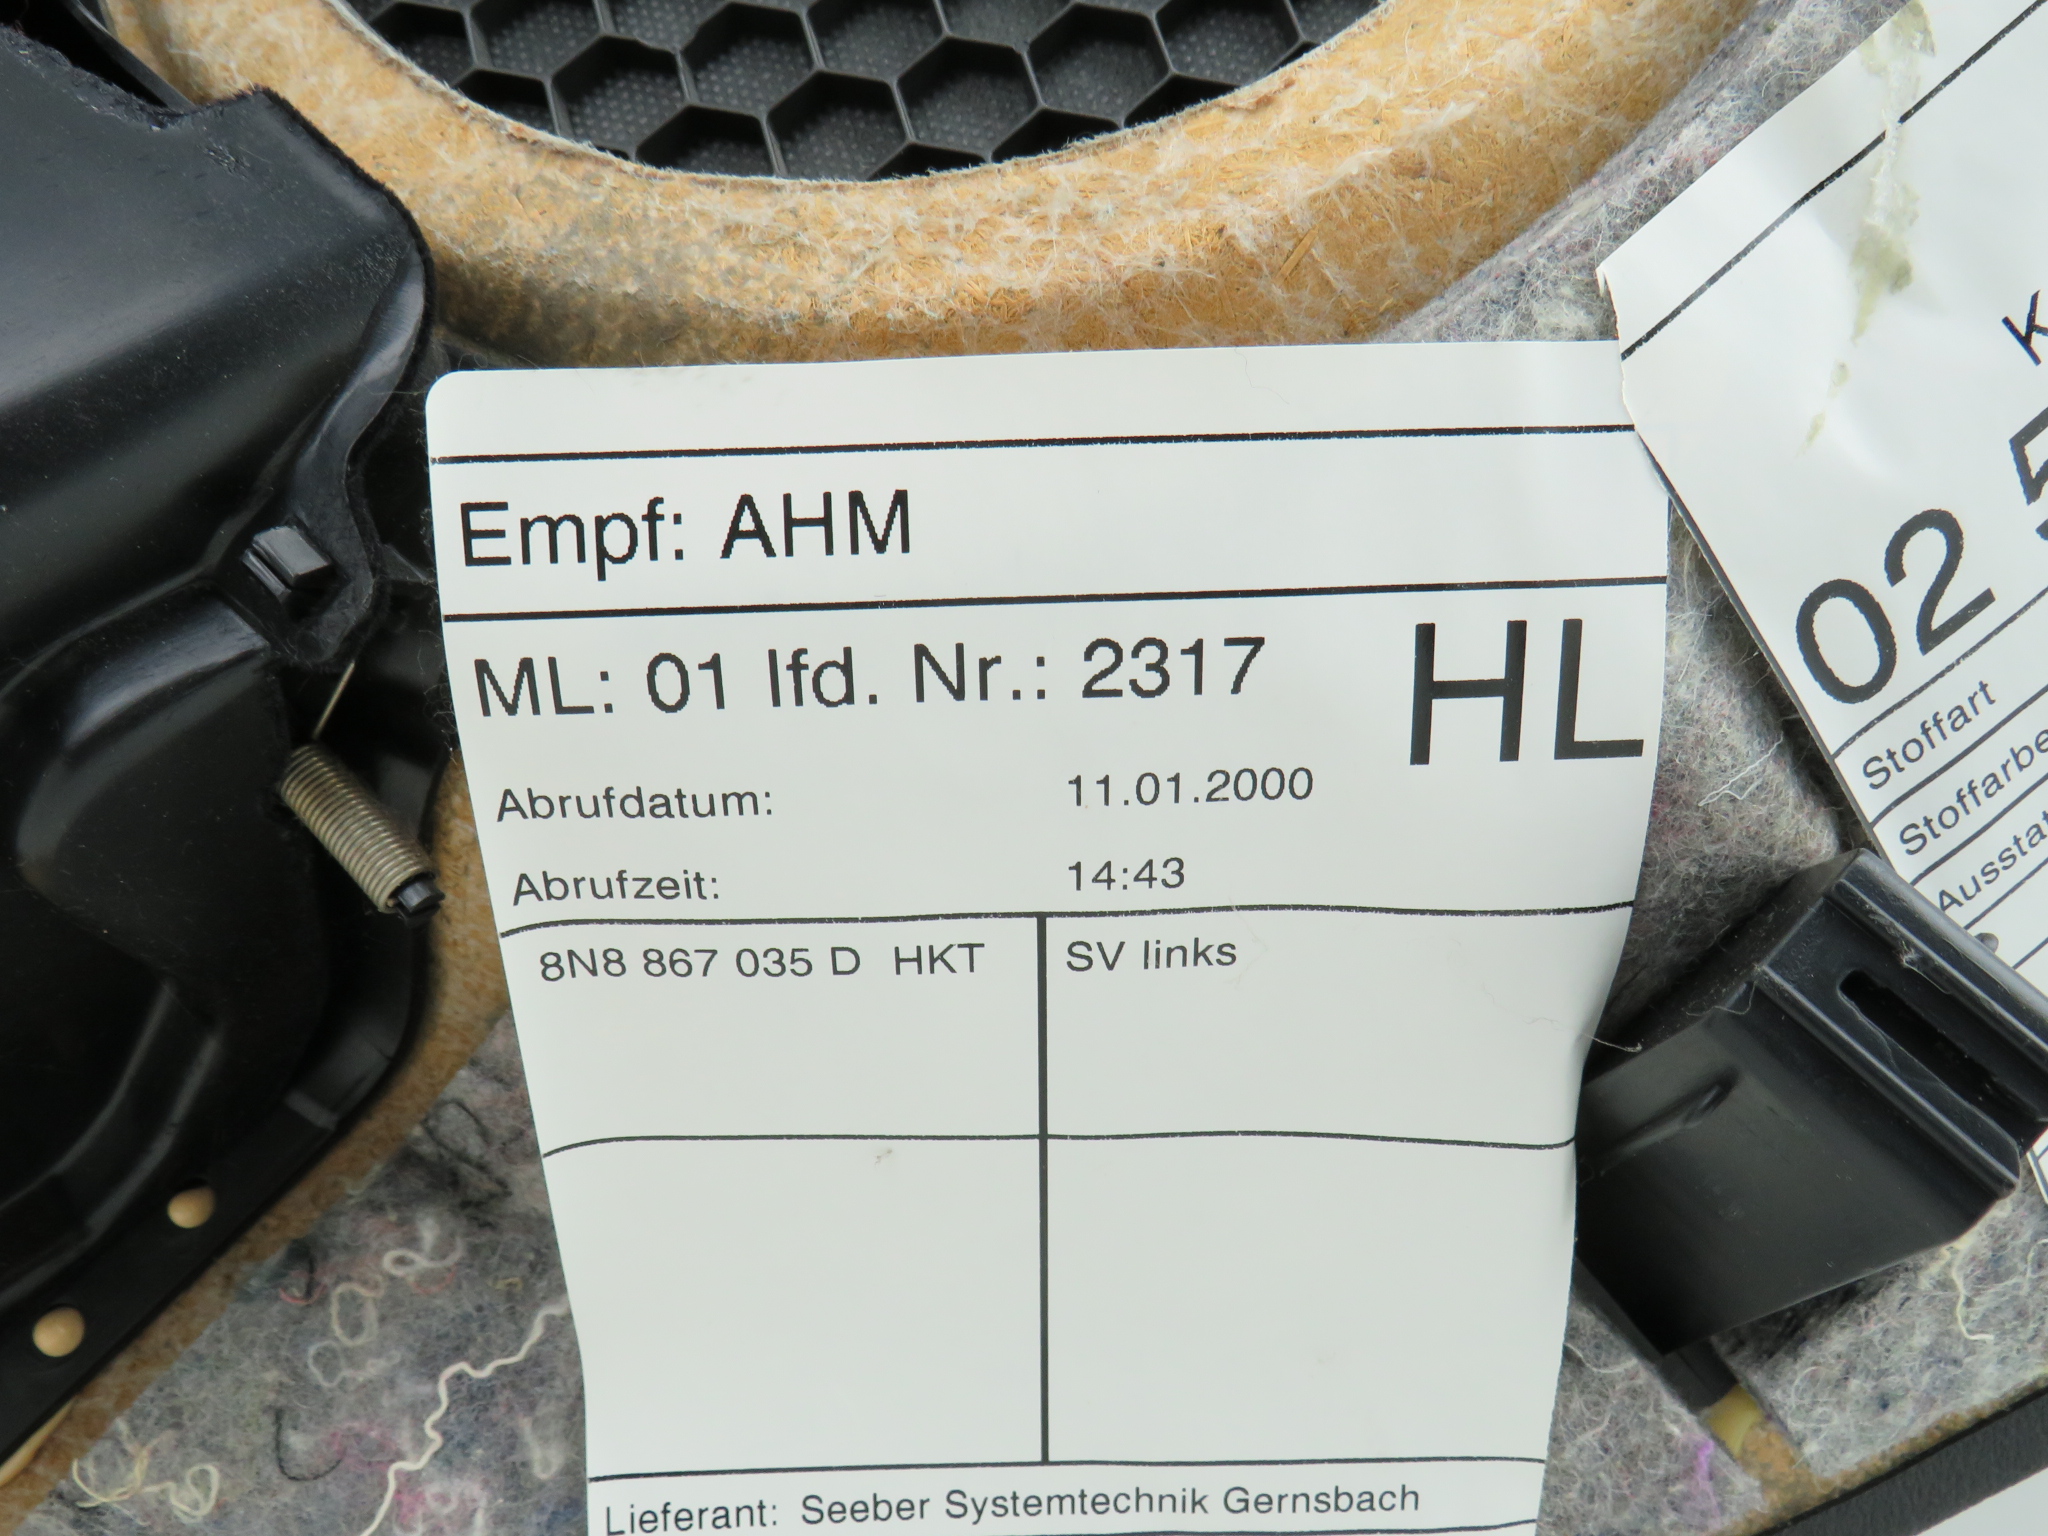 Empf: AHM
ML: 01 lfd. Nr.: 2317 HL
Abrufdatum: 11.01.2000
Abrufzeit: 14:43
8N8 867 035 D HKT SV links
Lieferant: Seeber Systemtechnik Gernsbach
02
Stoffart